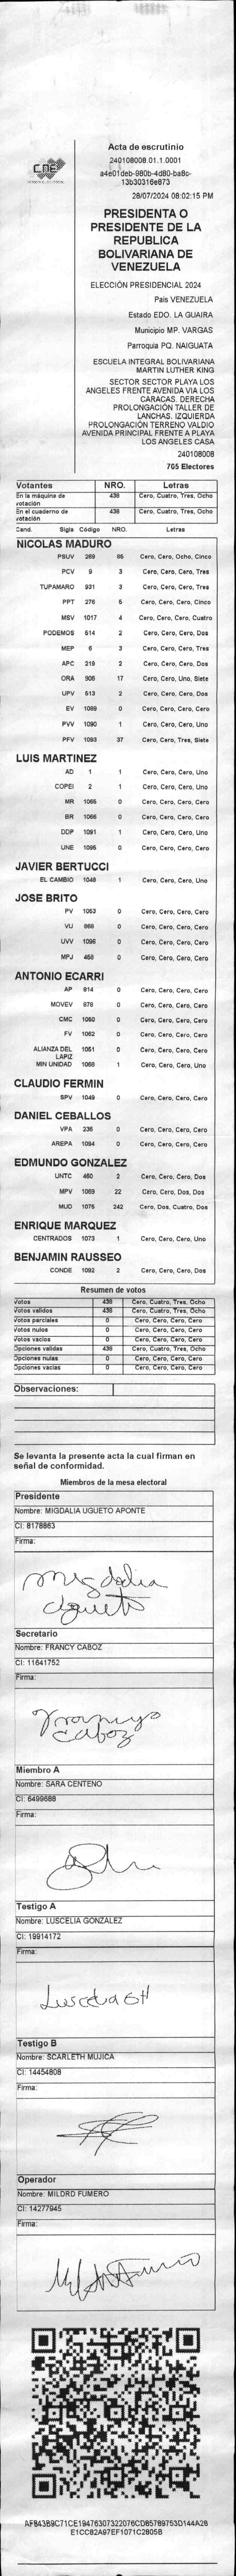 CNE
Acta de escrutinio
240108008.01.1.0001
a4e01deb-980b-4d80-ba8c-
13b30316e873
28/07/2024 08:02:15 PM
PRESIDENTA O
PRESIDENTE DE LA
REPUBLICA
BOLIVARIANA DE
VENEZUELA
ELECCIÓN PRESIDENCIAL 2024
País VENEZUELA
Estado EDO. LA GUAIRA
Municipio MP. VARGAS
Parroquia PQ. NAIGUATA
ESCUELA INTEGRAL BOLIVARIANA
MARTIN LUTHER KING
SECTOR SECTOR PLAYA LOS
ANGELES FRENTE AVENIDA VIA LOS
CARACAS. DERECHA
PROLONGACIÓN TALLER DE
LANCHAS. IZQUIERDA
PROLONGACIÓN TERRENO VALDIO
AVENIDA PRINCIPAL FRENTE A PLAYA
LOS ANGELES CASA
240108008
765 Electores
Votantes NRO. Letras
En la máquina de votación 438 Cero, Cuatro, Tres, Ocho
En el cuaderno de votación 438 Cero, Cuatro, Tres, Ocho
Cand. Sigla Código NRO. Letras
NICOLAS MADURO
PSUV 269 85 Cero, Cero, Ocho, Cinco
PCV 9 3 Cero, Cero, Cero, Tres
TUPAMARO 931 3 Cero, Cero, Cero, Tres
PPT 276 5 Cero, Cero, Cero, Cinco
MSV 1017 4 Cero, Cero, Cero, Cuatro
PODEMOS 514 2 Cero, Cero, Cero, Dos
MEP 6 3 Cero, Cero, Cero, Tres
APC 219 2 Cero, Cero, Cero, Dos
ORA 906 17 Cero, Cero, Uno, Siete
UPV 513 2 Cero, Cero, Cero, Dos
EV 1089 0 Cero, Cero, Cero, Cero
PVV 1090 1 Cero, Cero, Cero, Uno
PFV 1093 37 Cero, Cero, Tres, Siete
LUIS MARTINEZ
AD 1 1 Cero, Cero, Cero, Uno
COPEI 2 1 Cero, Cero, Cero, Uno
MR 1065 0 Cero, Cero, Cero, Cero
BR 1066 0 Cero, Cero, Cero, Cero
DDP 1091 1 Cero, Cero, Cero, Uno
UNE 1095 0 Cero, Cero, Cero, Cero
JAVIER BERTUCCI
EL CAMBIO 1048 1 Cero, Cero, Cero, Uno
JOSE BRITO
PV 1053 0 Cero, Cero, Cero, Cero
VU 868 0 Cero, Cero, Cero, Cero
UVV 1096 0 Cero, Cero, Cero, Cero
MPJ 458 0 Cero, Cero, Cero, Cero
ANTONIO ECARRI
AP 814 0 Cero, Cero, Cero, Cero
MOVEV 878 0 Cero, Cero, Cero, Cero
CMC 1050 0 Cero, Cero, Cero, Cero
FV 1062 0 Cero, Cero, Cero, Cero
ALIANZA DEL LAPIZ 1051 0 Cero, Cero, Cero, Cero
MIN UNIDAD 1068 1 Cero, Cero, Cero, Uno
CLAUDIO FERMIN
SPV 1049 0 Cero, Cero, Cero, Cero
DANIEL CEBALLOS
VPA 236 0 Cero, Cero, Cero, Cero
AREPA 1094 0 Cero, Cero, Cero, Cero
EDMUNDO GONZALEZ
UNTC 460 2 Cero, Cero, Cero, Dos
MPV 1069 22 Cero, Cero, Dos, Dos
MUD 1075 242 Cero, Dos, Cuatro, Dos
ENRIQUE MARQUEZ
CENTRADOS 1073 1 Cero, Cero, Cero, Uno
BENJAMIN RAUSSEO
CONDE 1092 2 Cero, Cero, Cero, Dos
Resumen de votos
Votos 438 Cero, Cuatro, Tres, Ocho
Votos validos 438 Cero, Cuatro, Tres, Ocho
Votos parciales 0 Cero, Cero, Cero, Cero
Votos nulos 0 Cero, Cero, Cero, Cero
Votos vacios 0 Cero, Cero, Cero, Cero
Opciones validas 438 Cero, Cuatro, Tres, Ocho
Opciones nulas 0 Cero, Cero, Cero, Cero
Opciones vacias 0 Cero, Cero, Cero, Cero
Observaciones:
Se levanta la presente acta la cual firman en
señal de conformidad.
Miembros de la mesa electoral
Presidente
Nombre: MIGDALIA UGUETO APONTE
CI: 8178863
Firma:
Migdalia
Ugueto
Secretario
Nombre: FRANCY CABOZ
CI: 11641752
Firma:
Francys
Caboz
Miembro A
Nombre: SARA CENTENO
CI: 6499688
Firma:
Testigo A
Nombre: LUSCELIA GONZALEZ
CI: 19914172
Firma:
Luscelia GH
Testigo B
Nombre: SCARLETH MUJICA
CI: 14454808
Firma:
Operador
Nombre: MILDRD FUMERO
CI: 14277945
Firma:
AF843B9C71CE19476307322076CD85789753D144A28
E1CC82A97EF1071C2805B